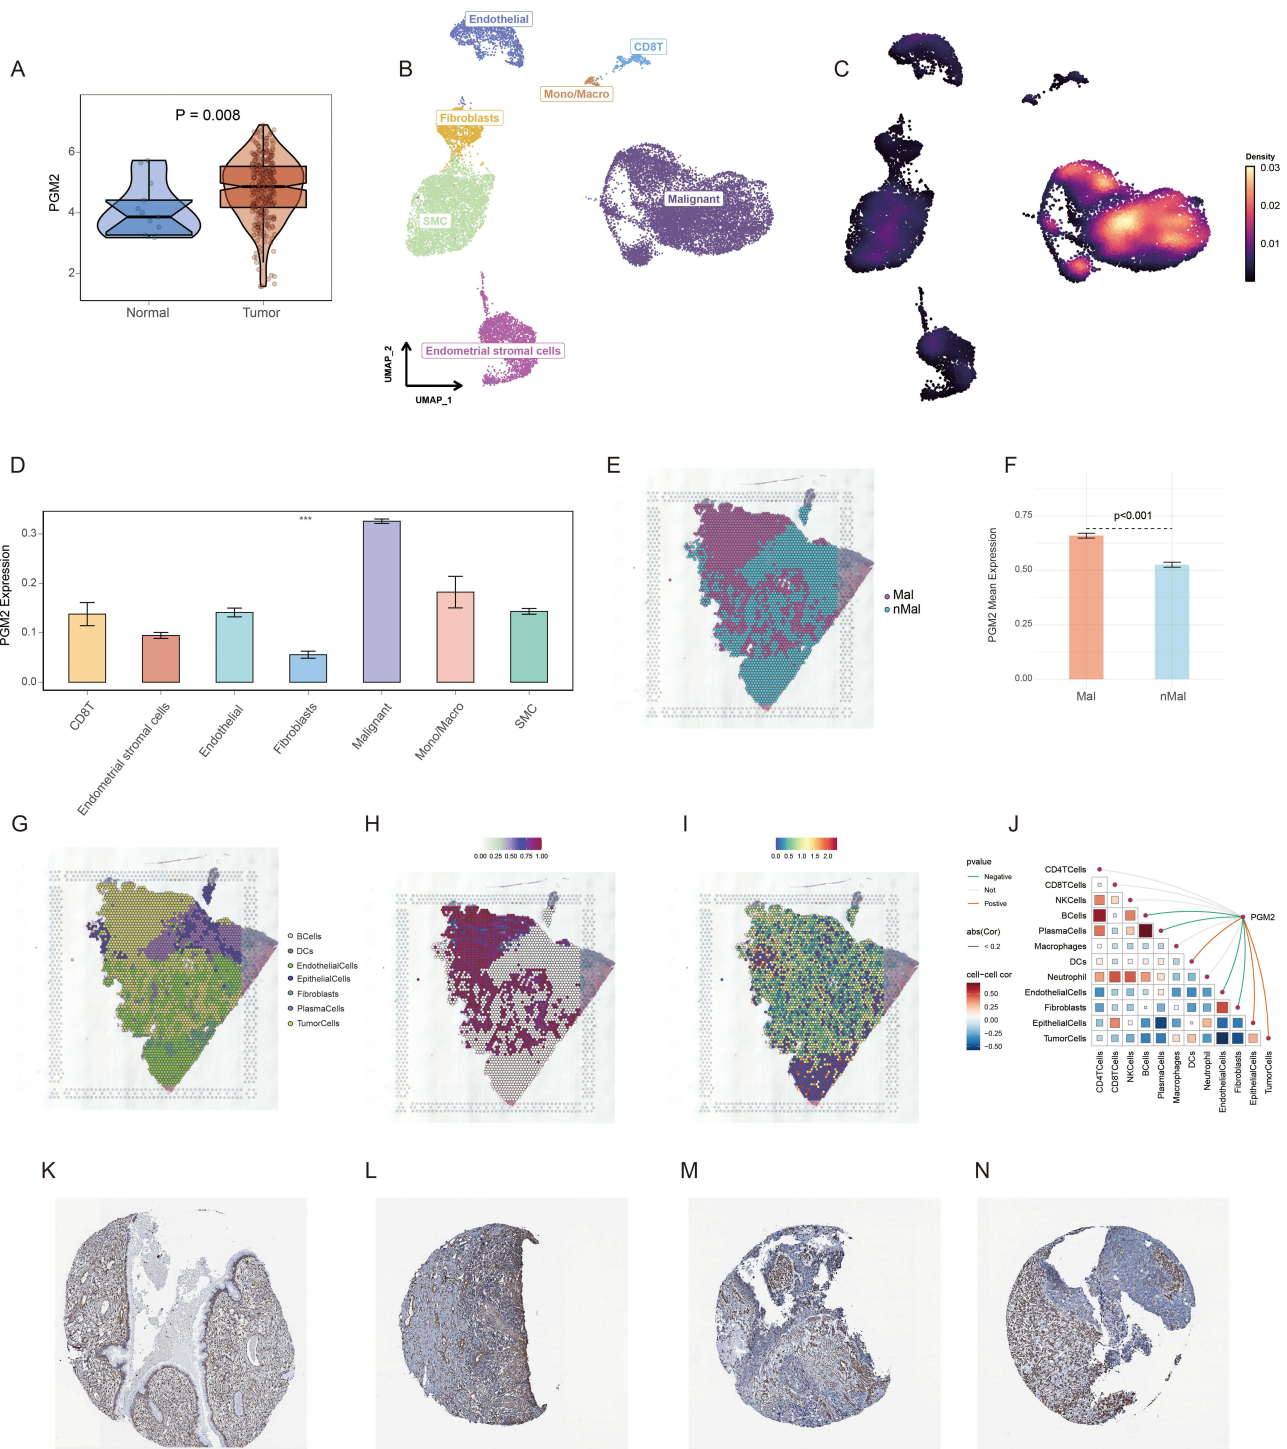 A
P = 0.008
PGM2
6
4
2
Normal
Tumor
B
Endothelial
CD8T
Mono/Macro
Fibroblasts
SMC
Malignant
Endometrial stromal cells
UMAP_2
UMAP_1
C
Density
0.03
0.02
0.01
D
PGM2 Expression
0.3
0.2
0.1
0.0
***
CD8T
Endometrial stromal cells
Endothelial
Fibroblasts
Malignant
Mono/Macro
SMC
E
Mal
nMal
F
PGM2 Mean Expression
0.75
0.50
0.25
0.00
p<0.001
Mal
nMal
G
BCells
DCs
EndothelialCells
EpithelialCells
Fibroblasts
PlasmaCells
TumorCells
H
0.00 0.25 0.50 0.75 1.00
I
0.0 0.5 1.0 1.5 2.0
J
pvalue
Negative
Not
Postive
abs(Cor)
< 0.2
cell-cell cor
0.50
0.25
0.00
−0.25
−0.50
CD4TCells
CD8TCells
NKCells
BCells
PlasmaCells
Macrophages
DCs
Neutrophil
EndothelialCells
Fibroblasts
EpithelialCells
TumorCells
PGM2
CD4TCells
CD8TCells
NKCells
BCells
PlasmaCells
Macrophages
DCs
Neutrophil
EndothelialCells
Fibroblasts
EpithelialCells
TumorCells
K
L
M
N